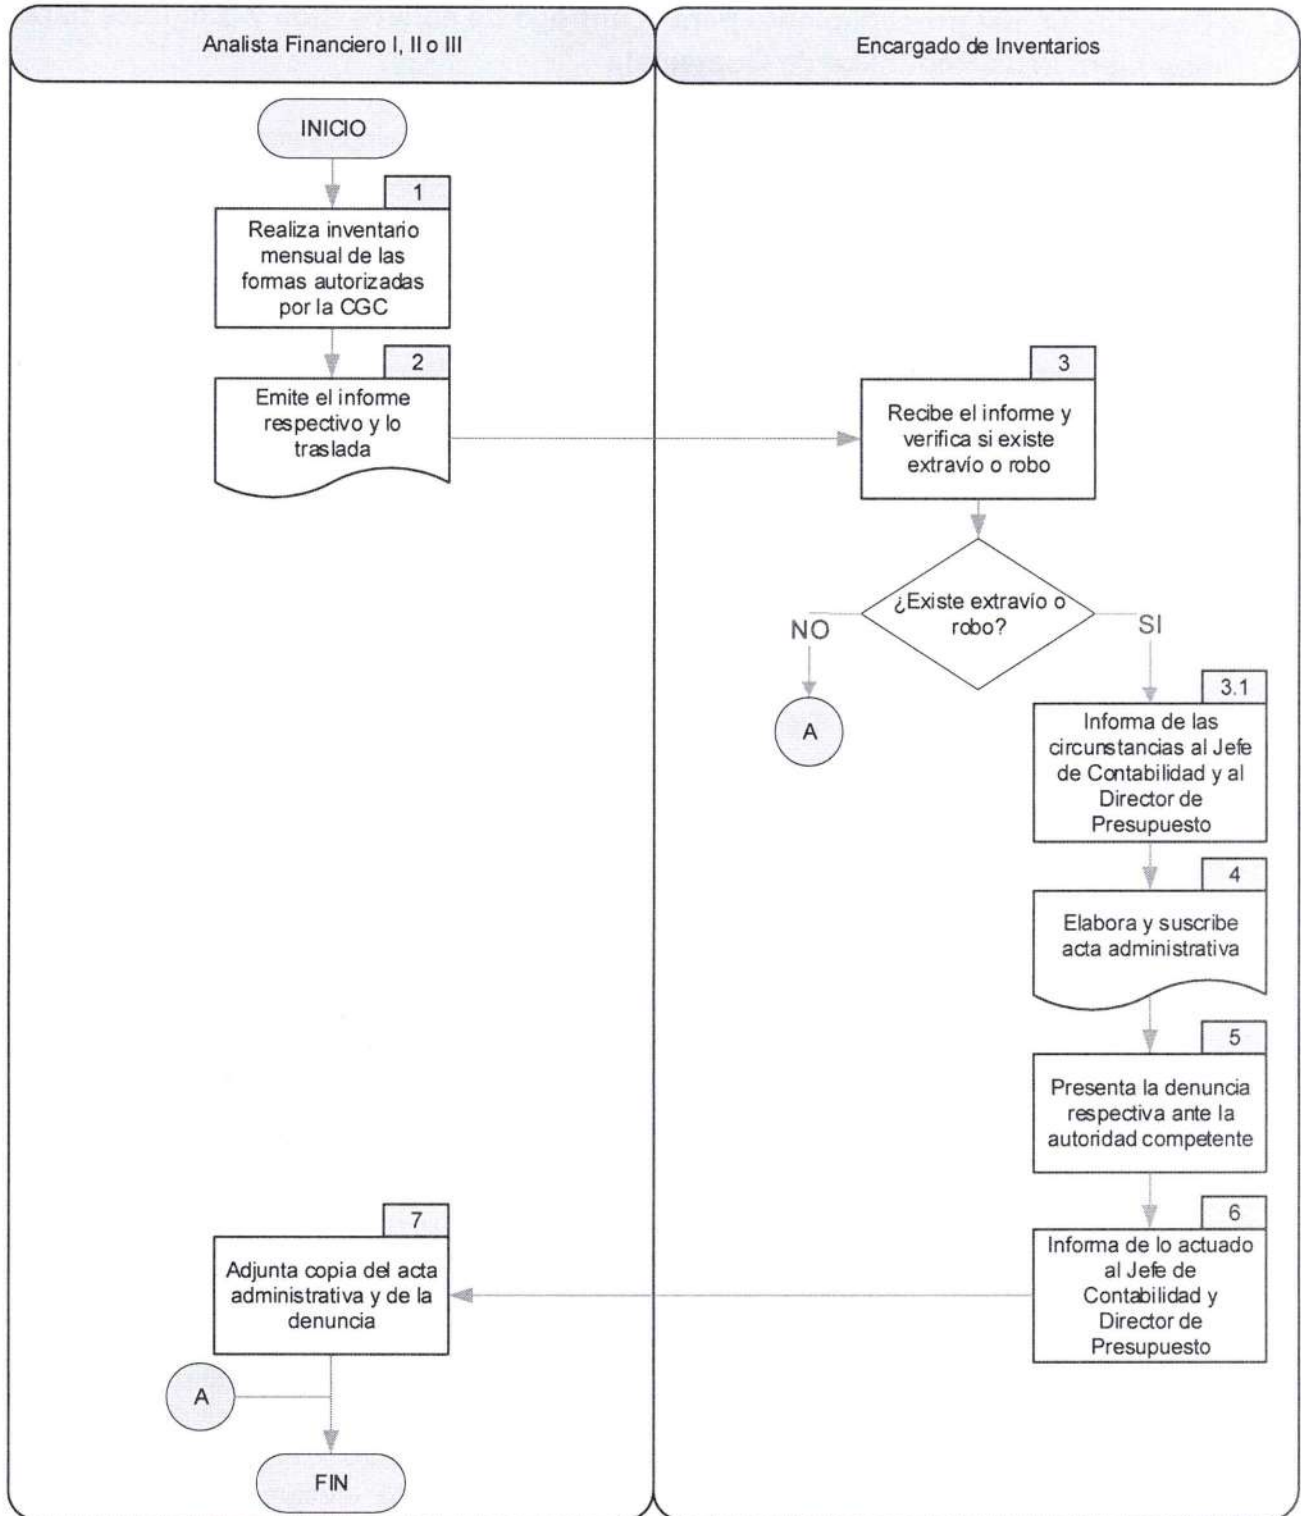 Analista Financiero I, II o III
Encargado de Inventarios
INICIO
1
Realiza inventario
mensual de las
formas autorizadas
por la CGC
2
Emite el informe
respectivo y lo
traslada
3
Recibe el informe y
verifica si existe
extravío o robo
¿Existe extravío o
robo?
NO
SI
A
3.1
Informa de las
circunstancias al Jefe
de Contabilidad y al
Director de
Presupuesto
4
Elabora y suscribe
acta administrativa
5
Presenta la denuncia
respectiva ante la
autoridad competente
6
Informa de lo actuado
al Jefe de
Contabilidad y
Director de
Presupuesto
7
Adjunta copia del acta
administrativa y de la
denuncia
A
FIN